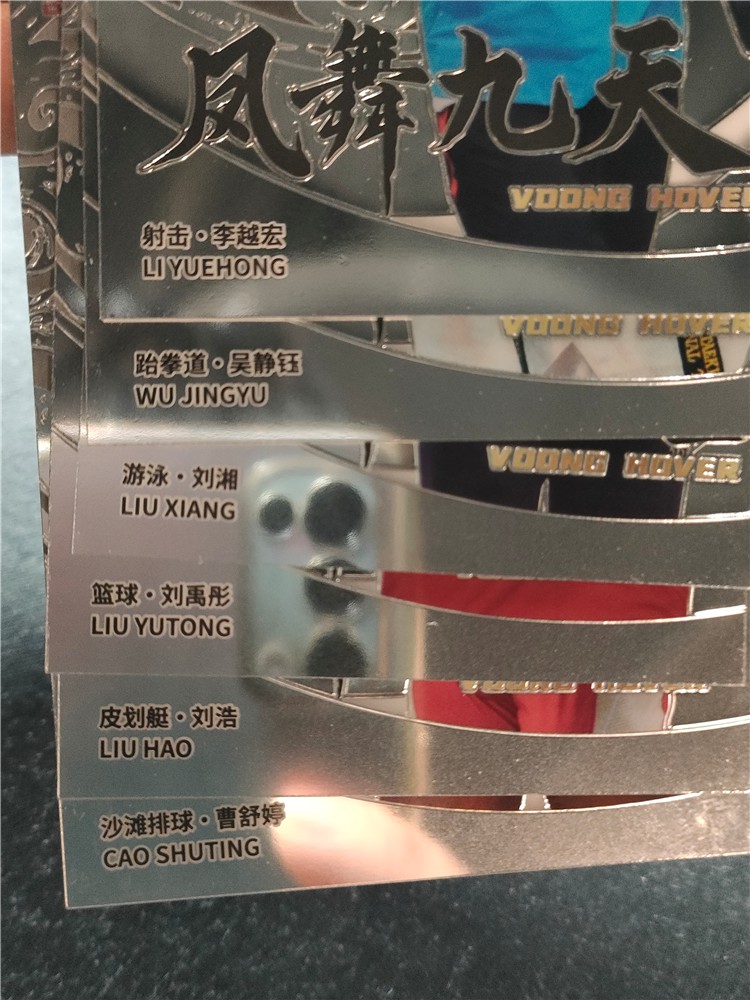 凤舞九天
VOONG HOVE
射击·李越宏
LI YUEHONG
VOONG HOVER
跆拳道·吴静钰
WU JINGYU
VOONG HOVER
游泳·刘湘
LIU XIANG
篮球·刘禹彤
LIU YUTONG
皮划艇·刘浩
LIU HAO
沙滩排球·曹舒婷
CAO SHUTING